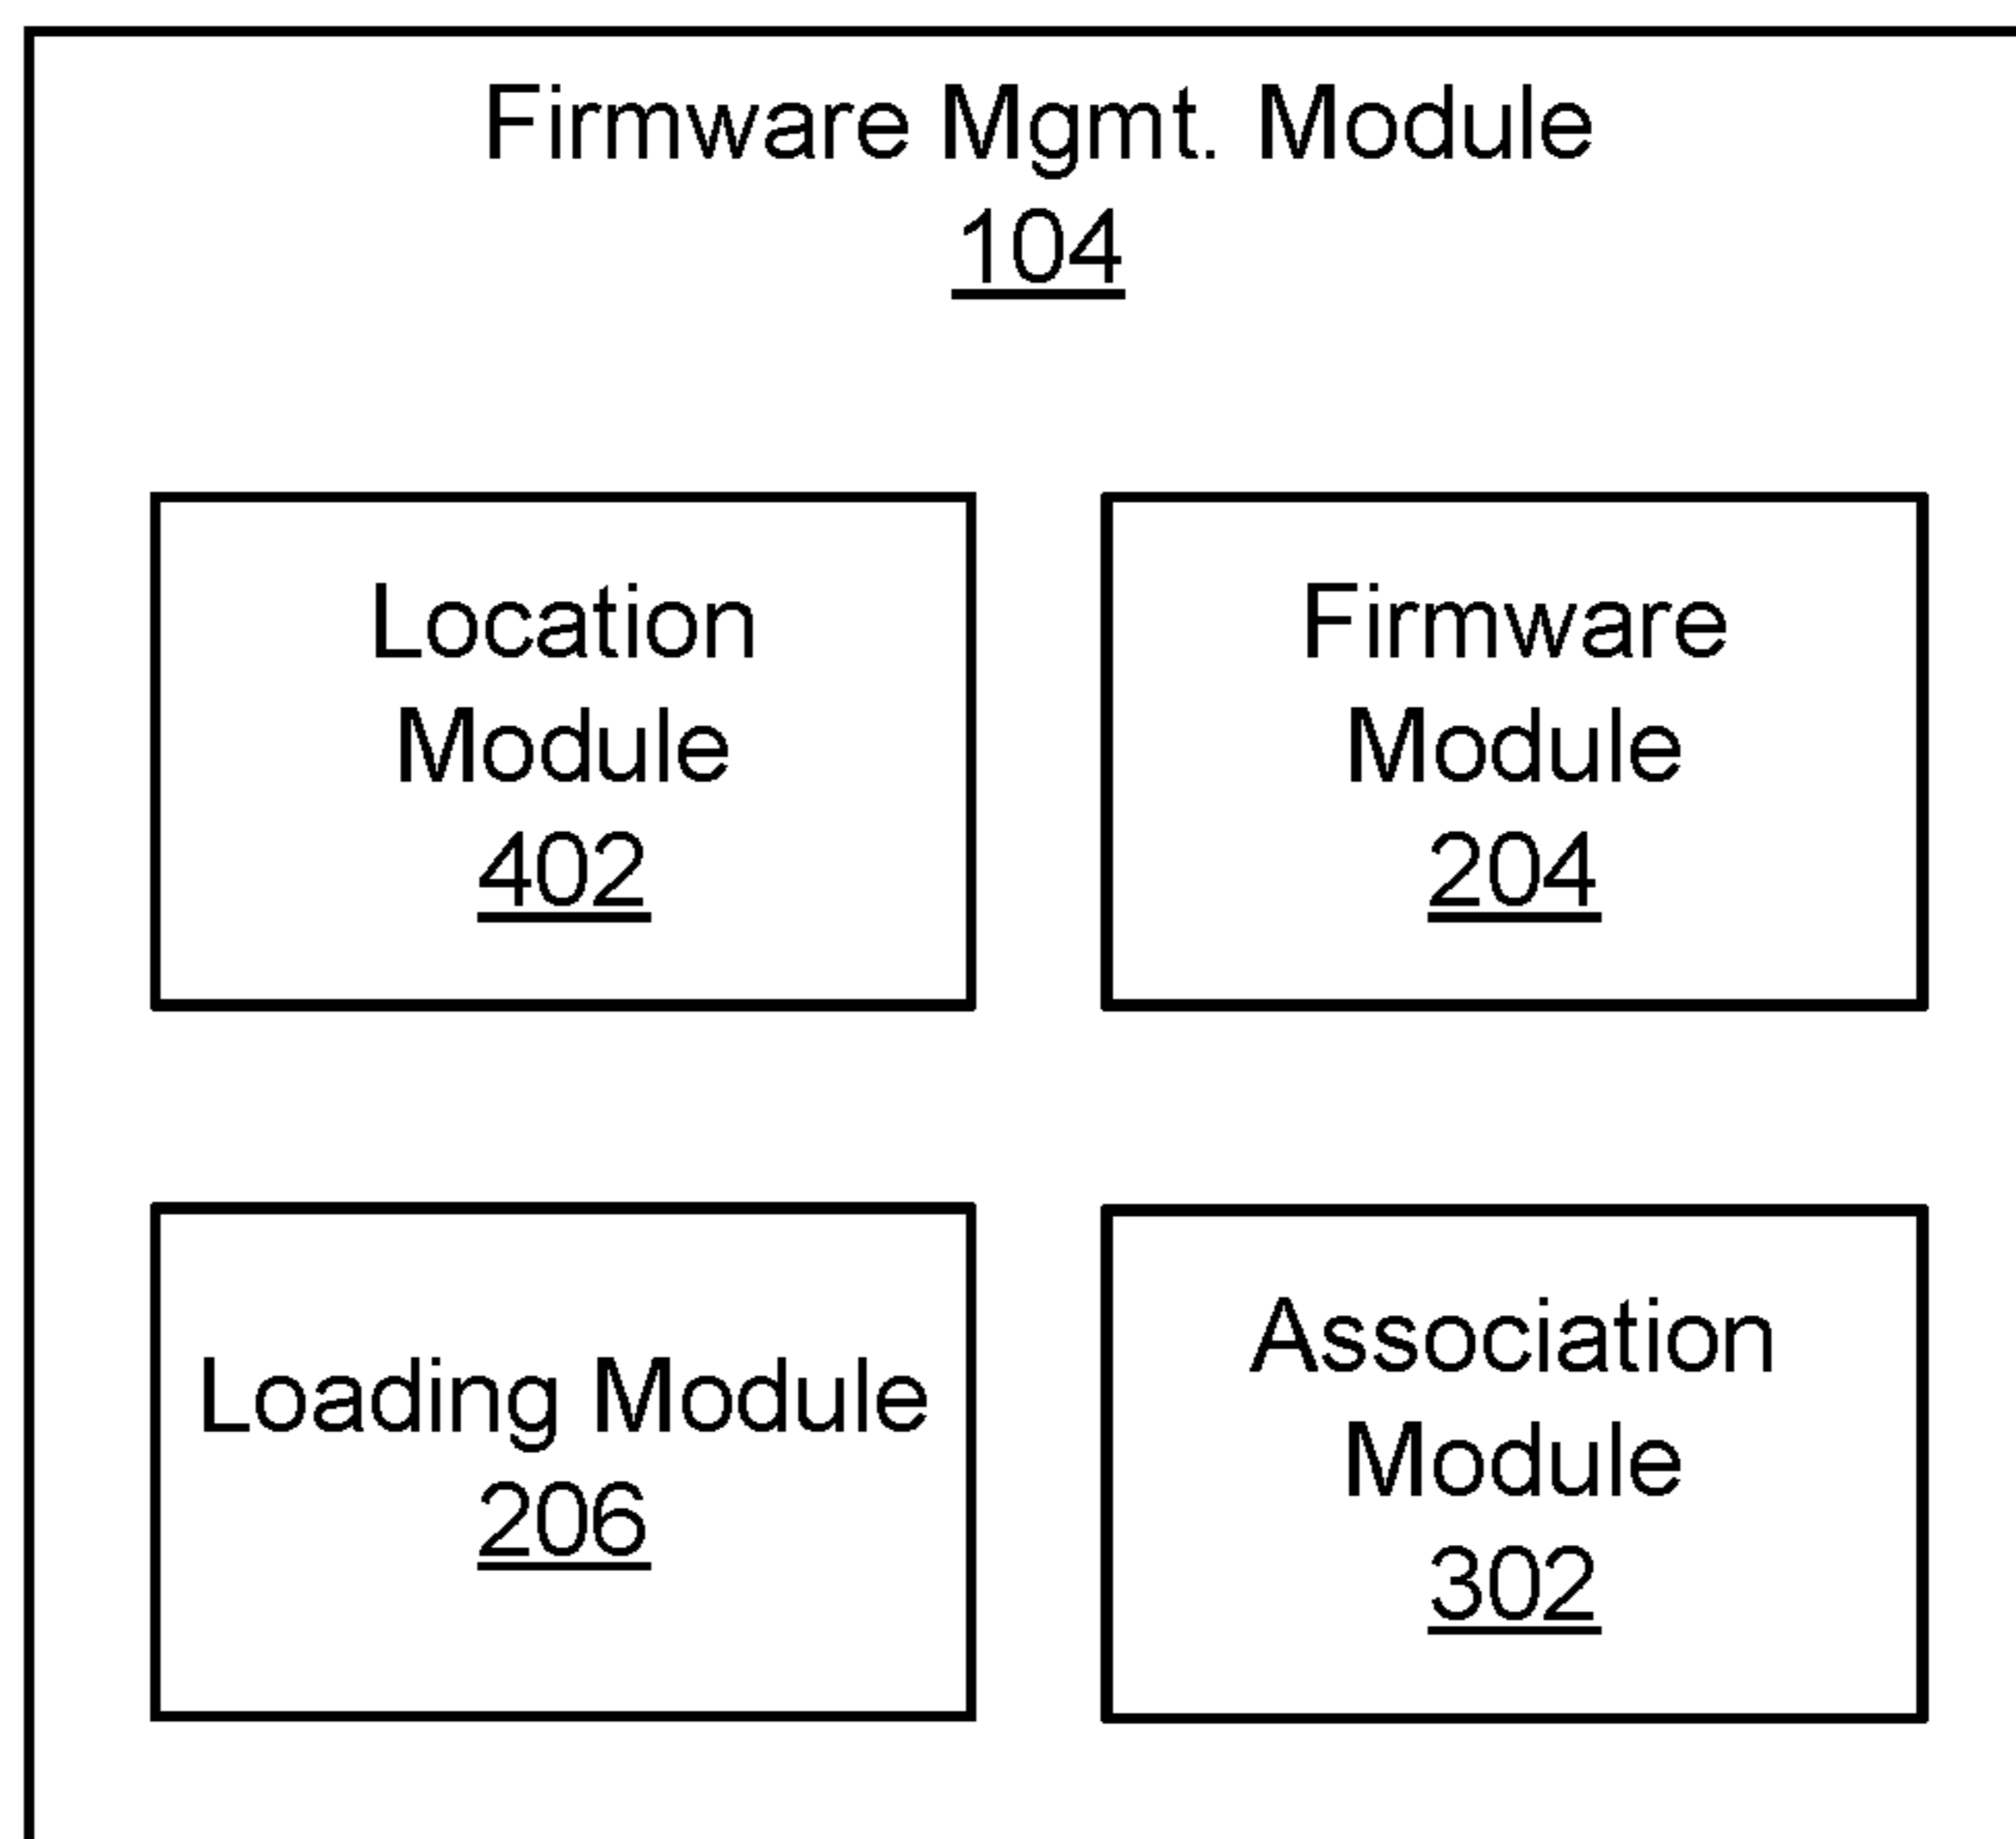 Firmware Mgmt. Module
104
Location
Module
402
Firmware
Module
204
Loading Module
206
Association
Module
302